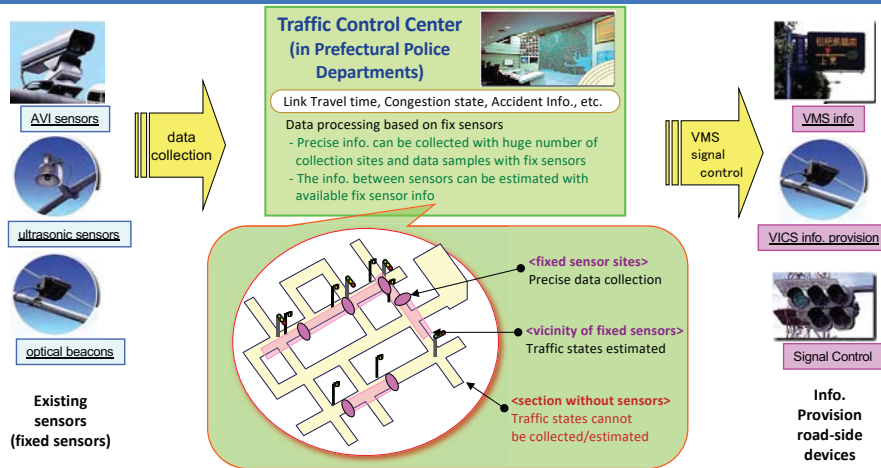 Traffic Control Center
(in Prefectural Police
Departments)
Link Travel time, Congestion state, Accident Info., etc.
Data processing based on fix sensors
- Precise info. can be collected with huge number of
collection sites and data samples with fix sensors
- The info. between sensors can be estimated with
available fix sensor info
AVI sensors
ultrasonic sensors
optical beacons
Existing
sensors
(fixed sensors)
data
collection
<fixed sensor sites>
Precise data collection
<vicinity of fixed sensors>
Traffic states estimated
<section without sensors>
Traffic states cannot
be collected/estimated
VMS
signal
control
VMS info
VICS info. provision
Signal Control
Info.
Provision
road-side
devices